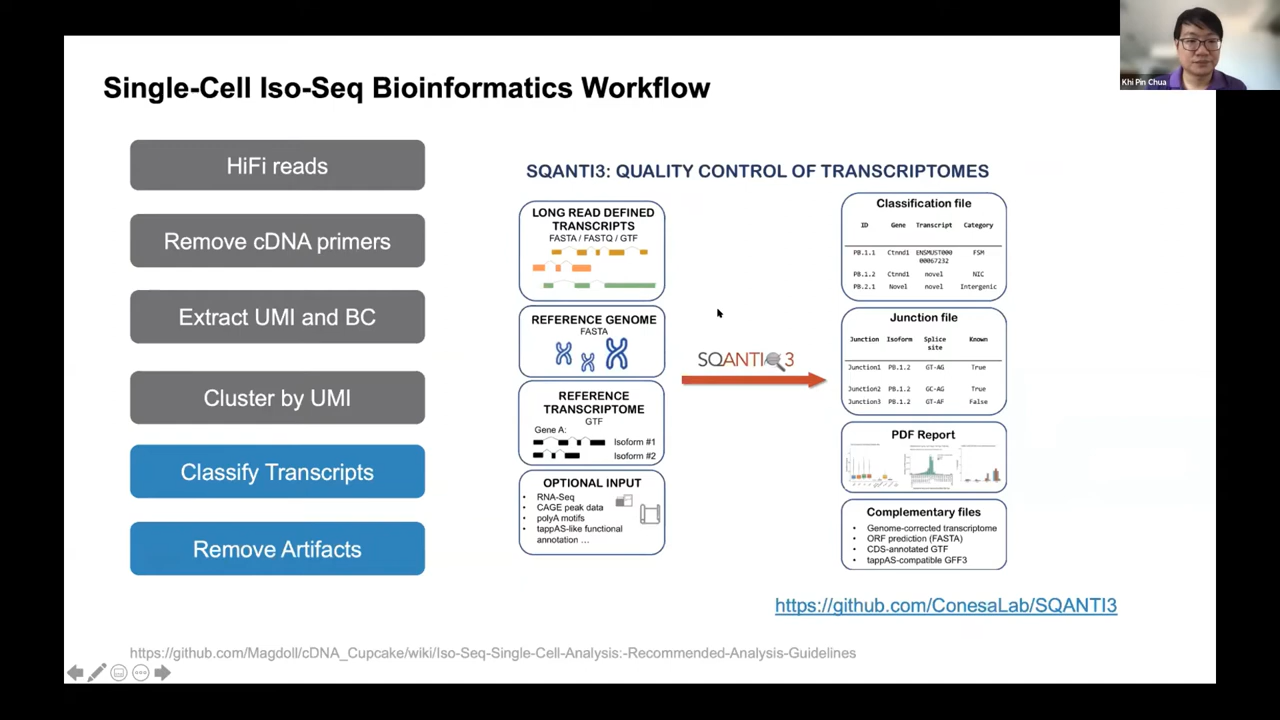 Single-Cell Iso-Seq Bioinformatics Workflow
Khi Pin Chua
HiFi reads
Remove cDNA primers
Extract UMI and BC
Cluster by UMI
Classify Transcripts
Remove Artifacts
SQANTI3: QUALITY CONTROL OF TRANSCRIPTOMES
LONG READ DEFINED
TRANSCRIPTS
FASTA / FASTQ / GTF
REFERENCE GENOME
FASTA
REFERENCE
TRANSCRIPTOME
GTF
Gene A:
Isoform #1
Isoform #2
OPTIONAL INPUT
• RNA-Seq
• CAGE peak data
• polyA motifs
• tappAS-like functional
annotation ...
SQANTI 3
Classification file
ID Gene Transcript Category
PB.1.1 Ctnnd1 ENSMUST000 FSM
00067232
PB.1.2 Ctnnd1 novel NIC
PB.2.1 Novel novel Intergenic
Junction file
Junction Isoform Splice Known
site
Junction1 PB.1.2 GT-AG True
Junction2 PB.1.2 GC-AG True
Junction3 PB.1.2 GT-AF False
PDF Report
Complementary files
• Genome-corrected transcriptome
• ORF prediction (FASTA)
• CDS-annotated GTF
• tappAS-compatible GFF3
https://github.com/ConesaLab/SQANTI3
https://github.com/Magdoll/cDNA_Cupcake/wiki/Iso-Seq-Single-Cell-Analysis:-Recommended-Analysis-Guidelines